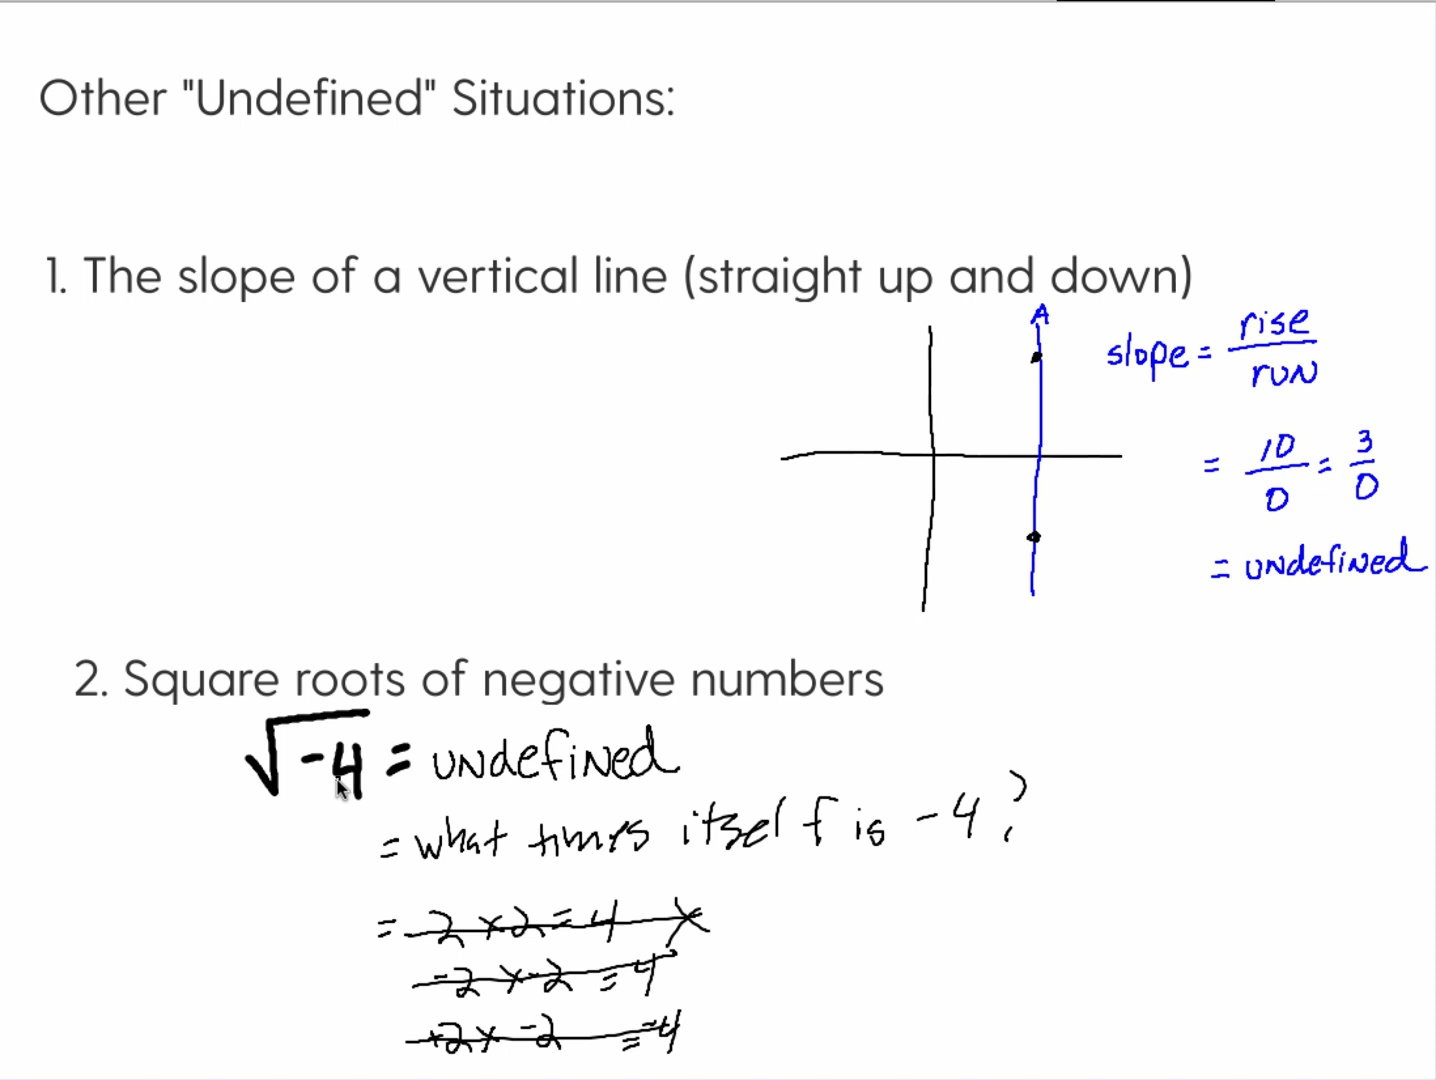 Other "Undefined" Situations:
1. The slope of a vertical line (straight up and down)
A
slope = rise / run
= 10 / 0 = 3 / 0
= undefined
2. Square roots of negative numbers
√-4 = undefined
= what times itself is -4 ?
= 2 x 2 = 4 x
-2 x -2 = 4
+2 x -2 = -4